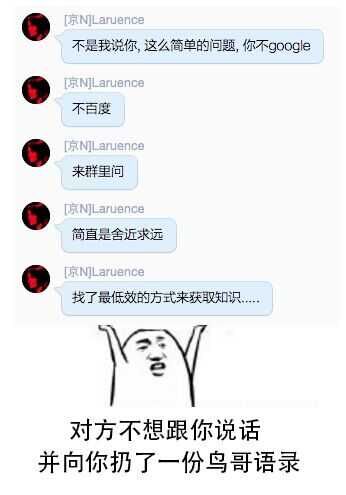 [京N]Laruence
不是我说你, 这么简单的问题, 你不google
[京N]Laruence
不百度
[京N]Laruence
来群里问
[京N]Laruence
简直是舍近求远
[京N]Laruence
找了最低效的方式来获取知识.....
对方不想跟你说话
并向你扔了一份鸟哥语录